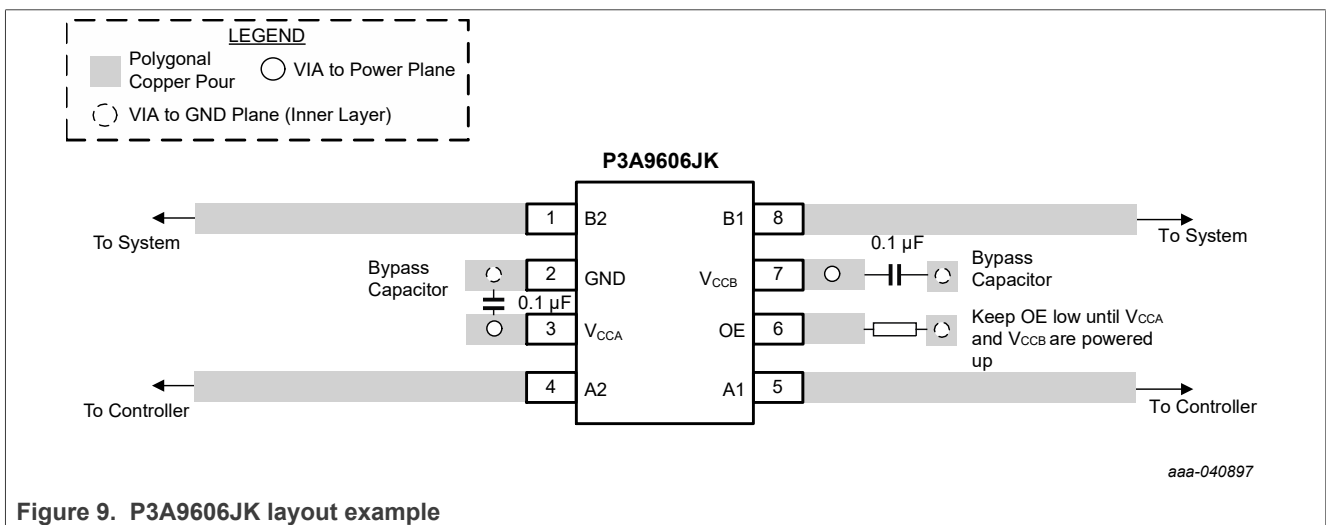 LEGEND
Polygonal
Copper Pour
VIA to Power Plane
VIA to GND Plane (Inner Layer)
P3A9606JK
1 B2 B1 8
To System
To System
0.1 µF
Bypass
Capacitor
2 GND VCCB 7
Bypass
Capacitor
0.1 µF
3 VCCA OE 6
Keep OE low until VCCA
and VCCB are powered
up
4 A2 A1 5
To Controller
To Controller
aaa-040897
Figure 9. P3A9606JK layout example